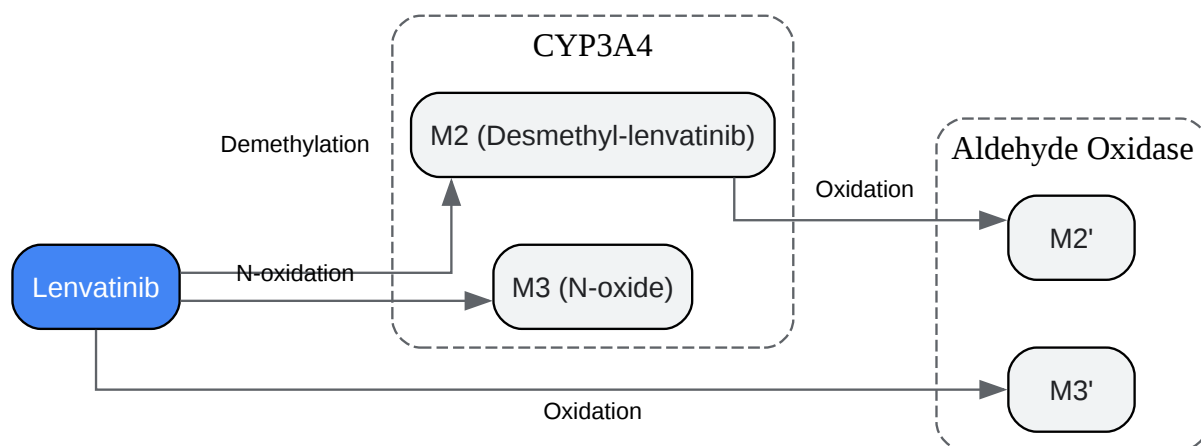 CYP3A4
M2 (Desmethyl-lenvatinib)
Demethylation
Aldehyde Oxidase
Oxidation
M2'
N-oxidation
Lenvatinib
M3 (N-oxide)
M3'
Oxidation